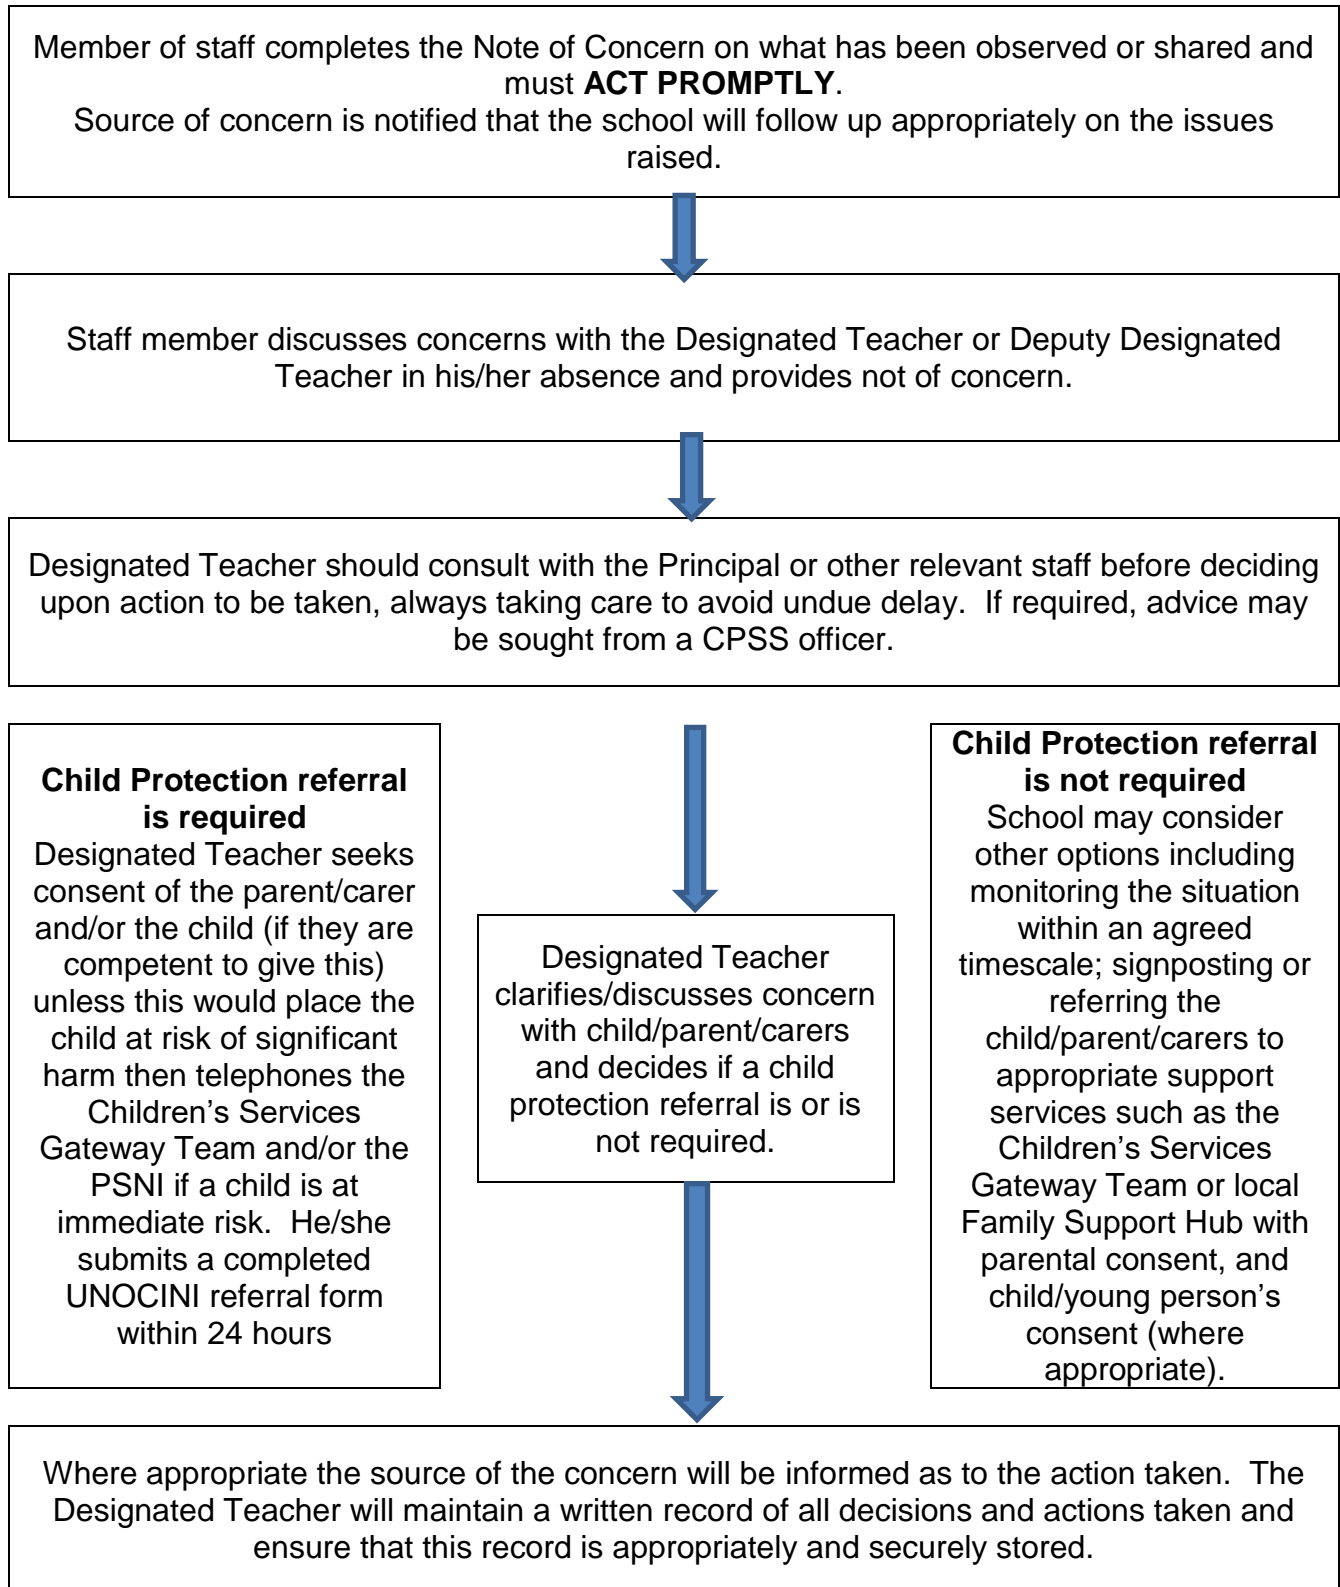 Member of staff completes the Note of Concern on what has been observed or shared and
must ACT PROMPTLY.
Source of concern is notified that the school will follow up appropriately on the issues
raised.
Staff member discusses concerns with the Designated Teacher or Deputy Designated
Teacher in his/her absence and provides not of concern.
Designated Teacher should consult with the Principal or other relevant staff before deciding
upon action to be taken, always taking care to avoid undue delay.  If required, advice may
be sought from a CPSS officer.
Child Protection referral
is required
Designated Teacher seeks
consent of the parent/carer
and/or the child (if they are
competent to give this)
unless this would place the
child at risk of significant
harm then telephones the
Children’s Services
Gateway Team and/or the
PSNI if a child is at
immediate risk.  He/she
submits a completed
UNOCINI referral form
within 24 hours
Designated Teacher
clarifies/discusses concern
with child/parent/carers
and decides if a child
protection referral is or is
not required.
Child Protection referral
is not required
School may consider
other options including
monitoring the situation
within an agreed
timescale; signposting or
referring the
child/parent/carers to
appropriate support
services such as the
Children’s Services
Gateway Team or local
Family Support Hub with
parental consent, and
child/young person’s
consent (where
appropriate).
Where appropriate the source of the concern will be informed as to the action taken.  The
Designated Teacher will maintain a written record of all decisions and actions taken and
ensure that this record is appropriately and securely stored.